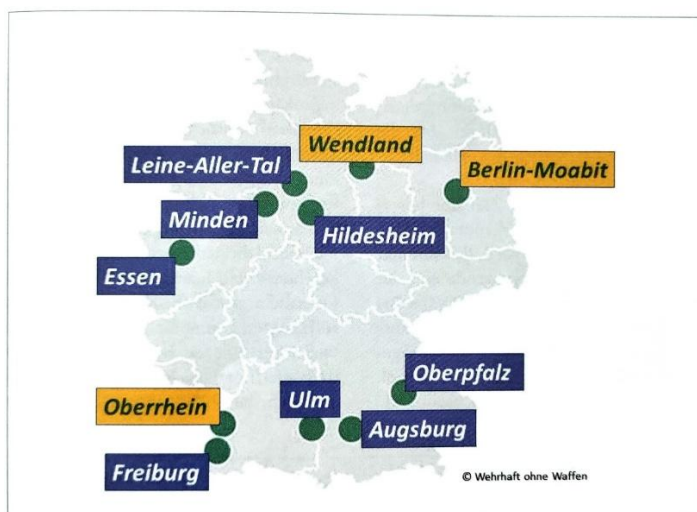 Wendland
Leine-Aller-Tal
Berlin-Moabit
Minden
Hildesheim
Essen
Oberpfalz
Ulm
Oberrhein
Augsburg
Freiburg
© Wehrhaft ohne Waffen